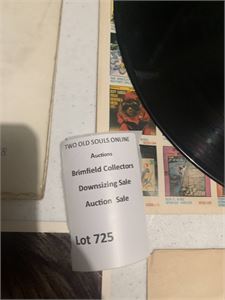 TWO OLD SOULS ONLINE
Auctions
Brimfield Collectors
Downsizing Sale
Auction Sale
Lot 725